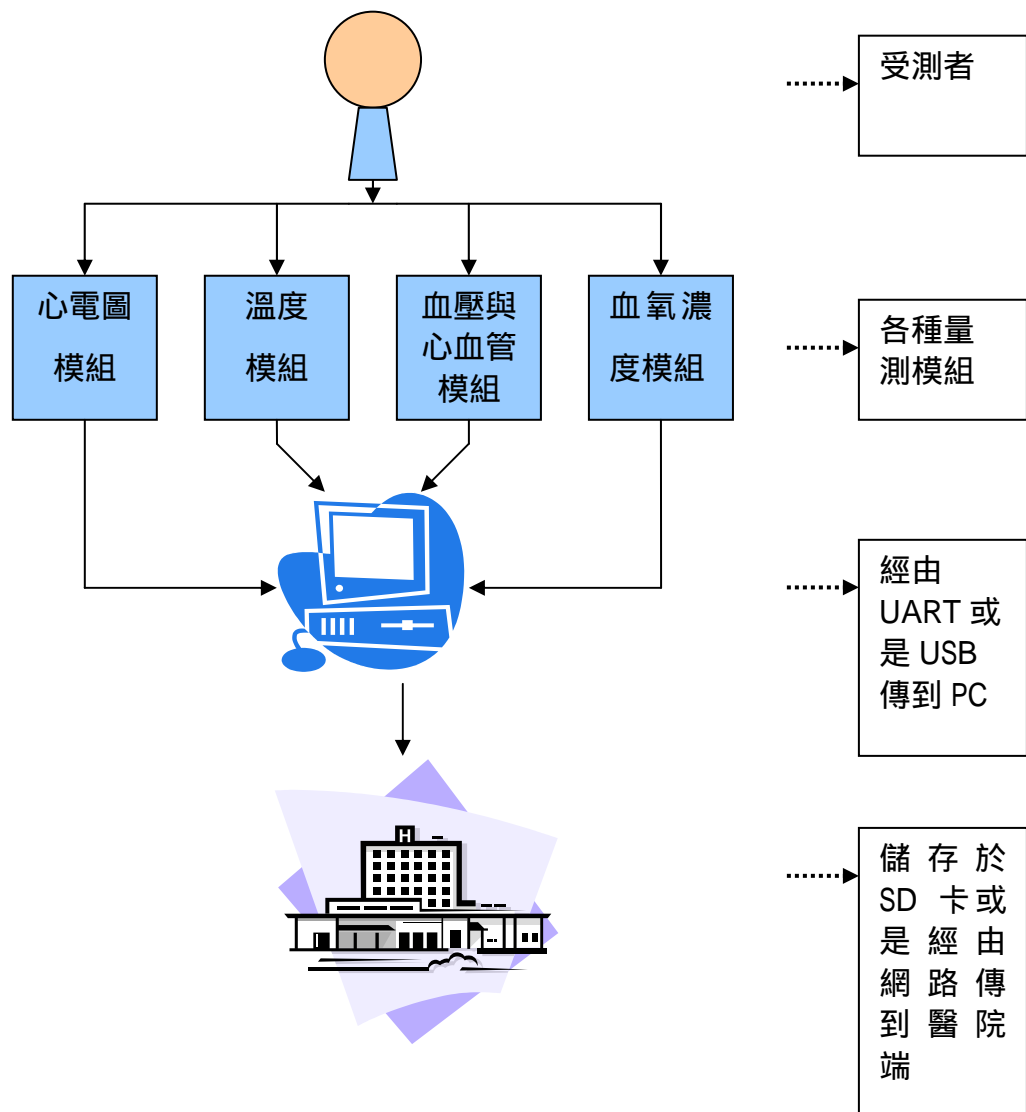 受測者
心電圖
模組
溫度
模組
血壓與
心血管
模組
血氧濃
度模組
各種量
測模組
經由
UART 或
是 USB
傳到 PC
H
儲存於
SD 卡或
是經由
網路傳
到醫院
端